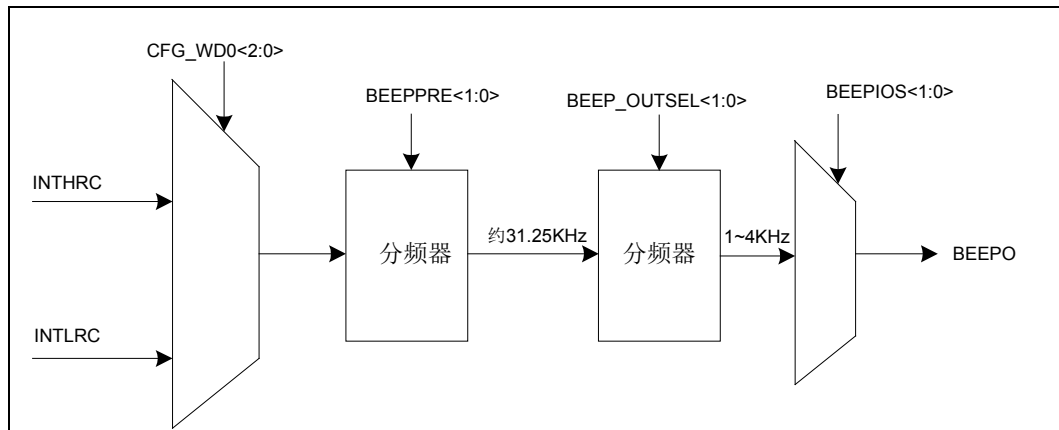 CFG_WD0<2:0>
BEEPPRE<1:0>
BEEP_OUTSEL<1:0>
BEEPIOS<1:0>
INTHRC
分频器
约31.25KHz
分频器
1~4KHz
BEEPO
INTLRC